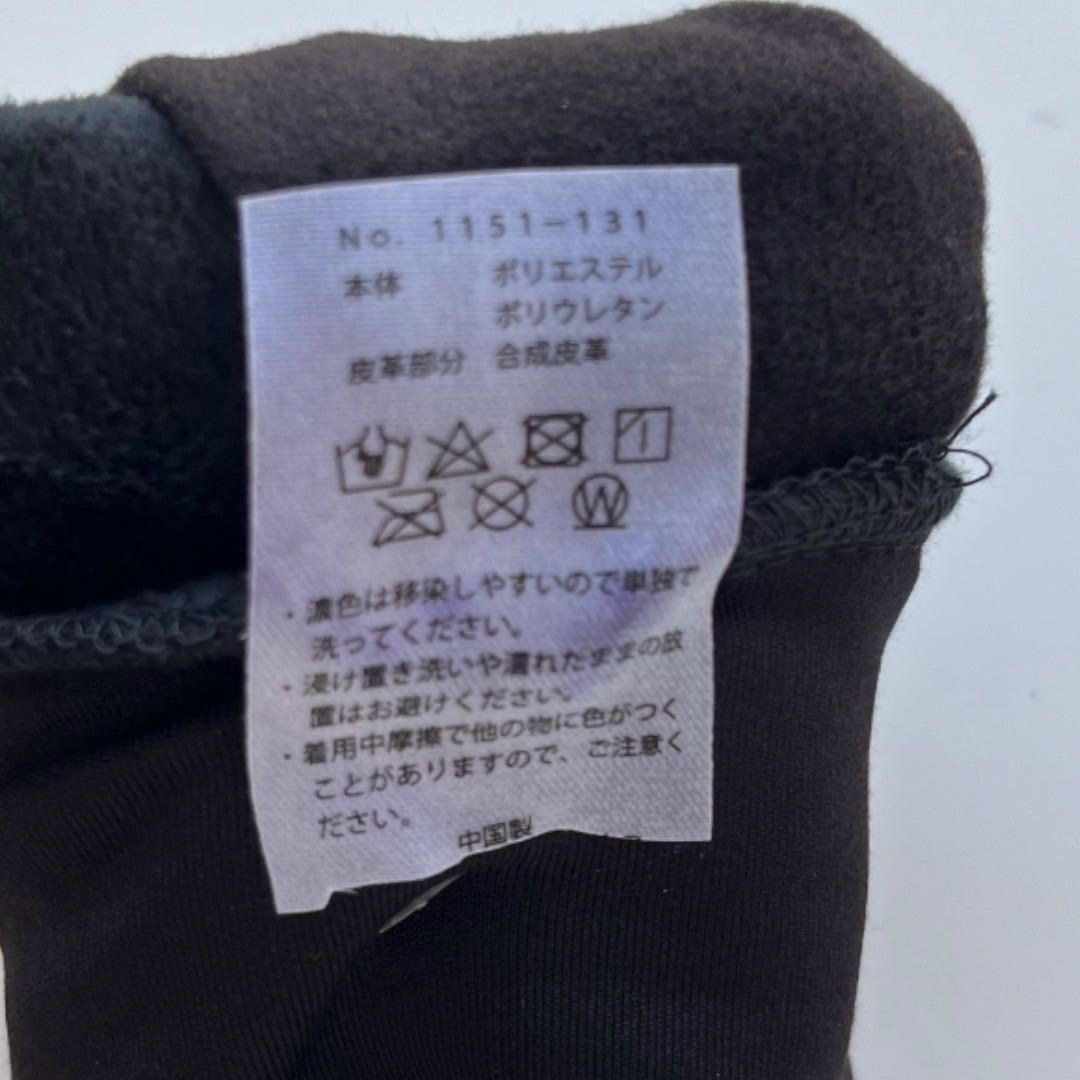 No. 1151-131
本体 ポリエステル
ポリウレタン
皮革部分 合成皮革
W
・濃色は移染しやすいので単独で
洗ってください。
・浸け置き洗いや濡れたままの放
置はお避けください。
・着用中摩擦で他の物に色がつく
ことがありますので、ご注意く
ださい。
中国製